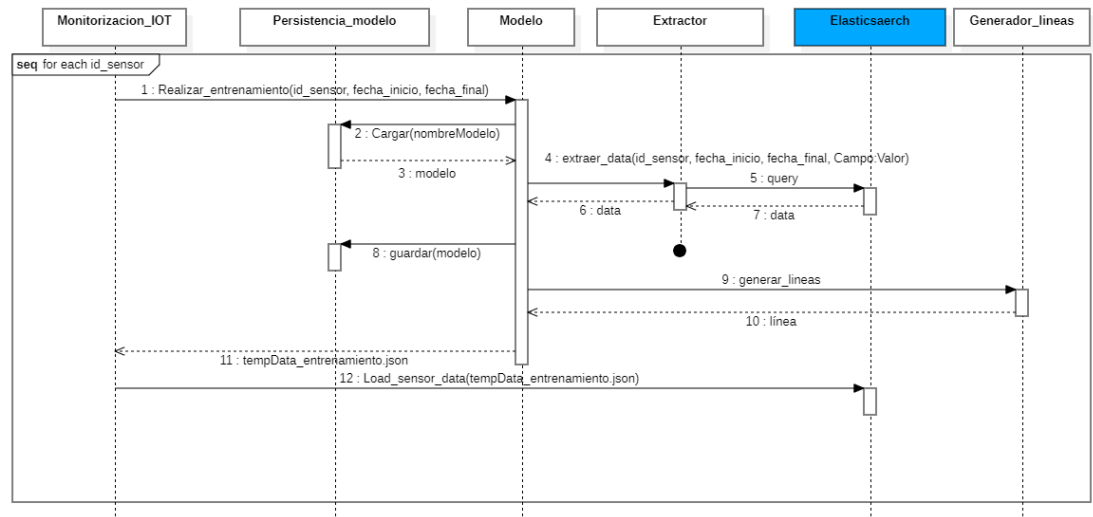 Monitorizacion_IOT
Persistencia_modelo
Modelo
Extractor
Elasticsaerch
Generador_lineas
seq for each id_sensor
1 : Realizar_entrenamiento(id_sensor, fecha_inicio, fecha_final)
2 : Cargar(nombreModelo)
3 : modelo
4 : extraer_data(id_sensor, fecha_inicio, fecha_final, Campo:Valor)
5 : query
6 : data
7 : data
8 : guardar(modelo)
9 : generar_lineas
10 : línea
11 : tempData_entrenamiento.json
12 : Load_sensor_data(tempData_entrenamiento.json)